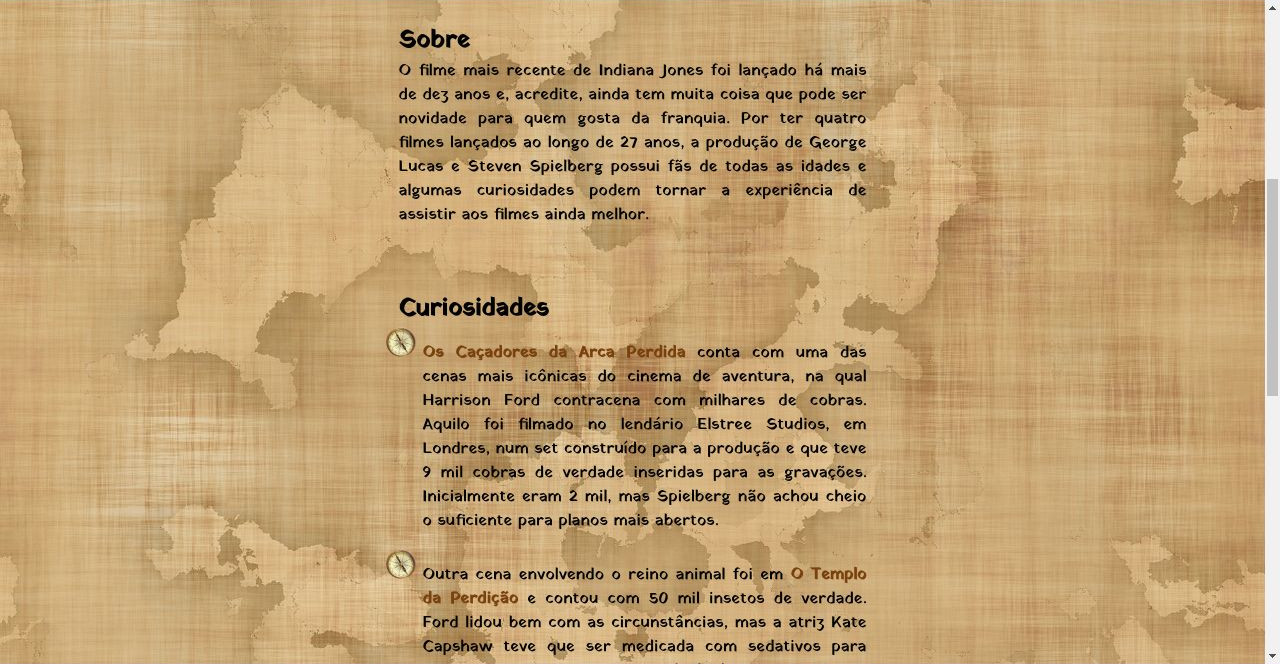 Sobre
O filme mais recente de Indiana Jones foi lançado há mais
de dez anos e, acredite, ainda tem muita coisa que pode ser
novidade para quem gosta da franquia. Por ter quatro
filmes lançados ao longo de 27 anos, a produção de George
Lucas e Steven Spielberg possui fãs de todas as idades e
algumas curiosidades podem tornar a experiência de
assistir aos filmes ainda melhor.
Curiosidades
Os Caçadores da Arca Perdida conta com uma das
cenas mais icônicas do cinema de aventura, na qual
Harrison Ford contracena com milhares de cobras.
Aquilo foi filmado no lendário Elstree Studios, em
Londres, num set construído para a produção e que teve
9 mil cobras de verdade inseridas para as gravações.
Inicialmente eram 2 mil, mas Spielberg não achou cheio
o suficiente para planos mais abertos.
Outra cena envolvendo o reino animal foi em O Templo
da Perdição e contou com 50 mil insetos de verdade.
Ford lidou bem com as circunstâncias, mas a atriz Kate
Capshaw teve que ser medicada com sedativos para